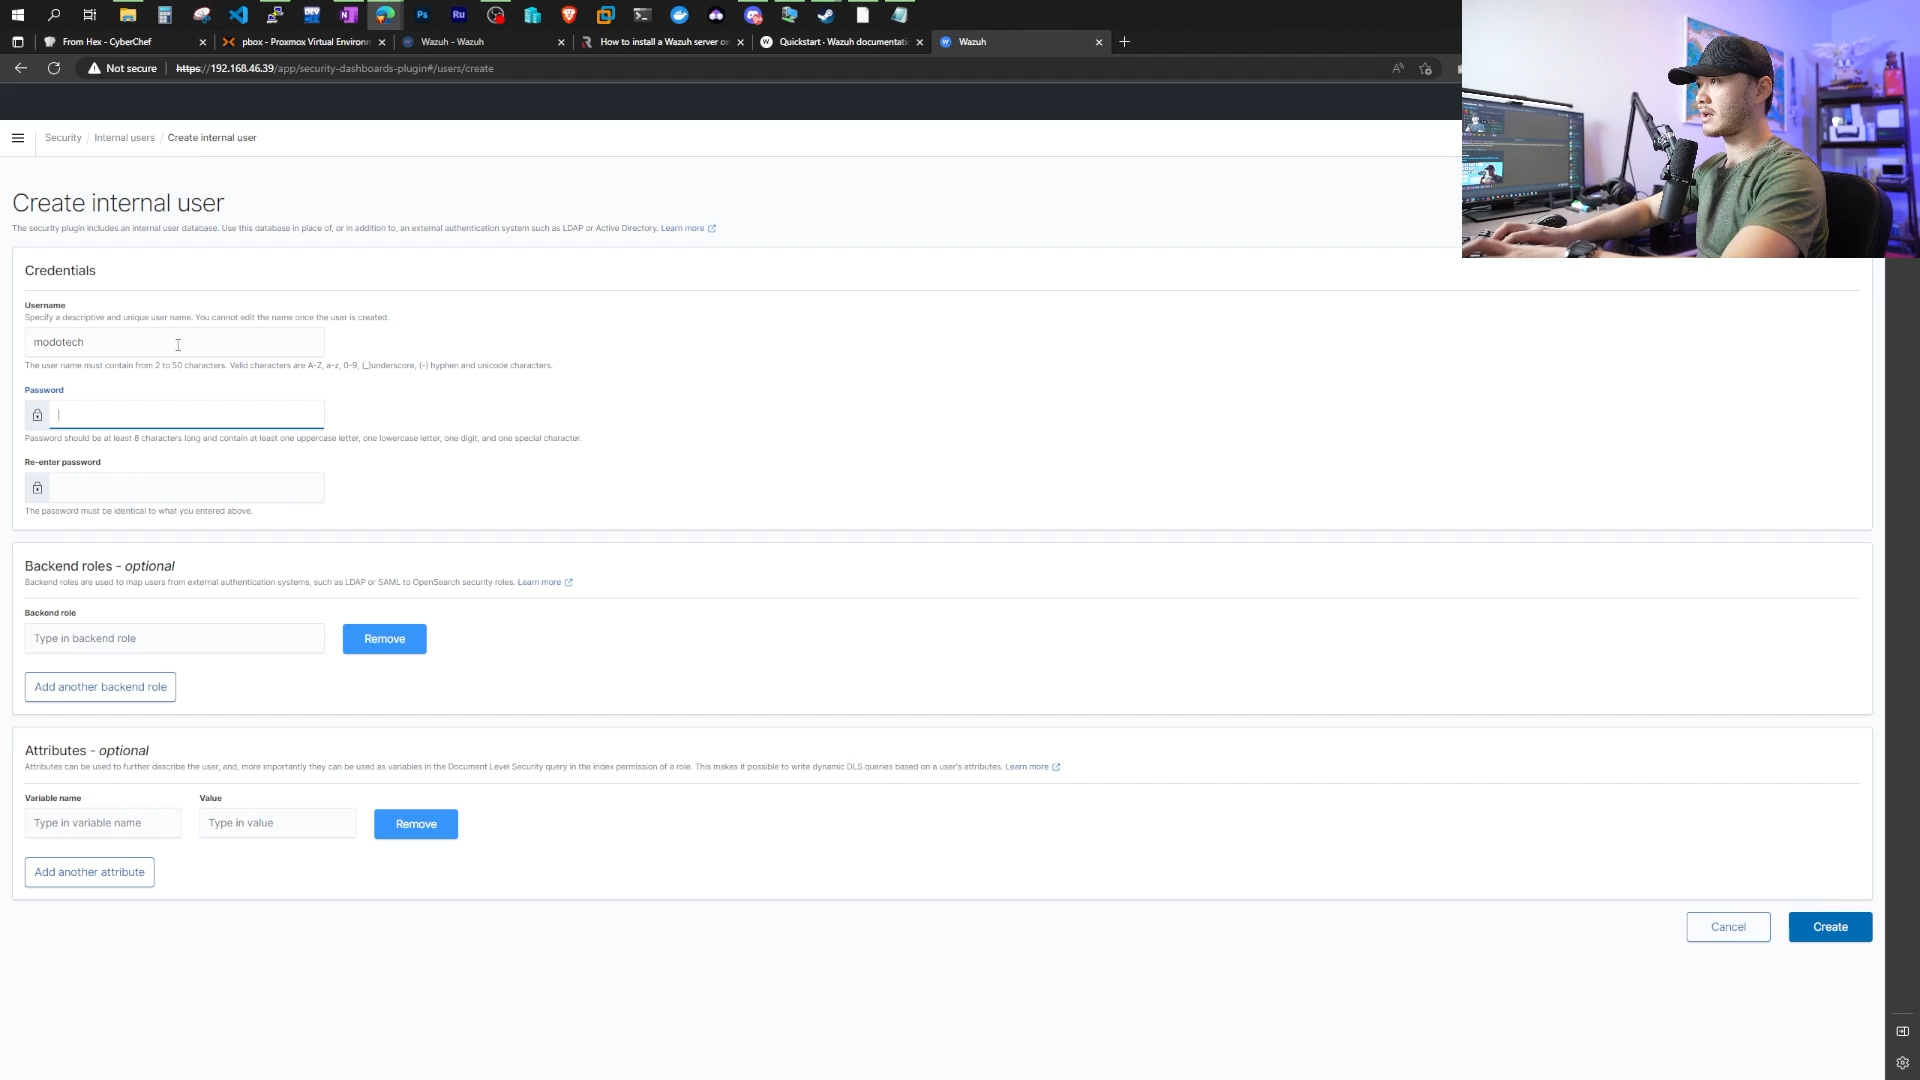 Ps
Ru
DEV
N
From Hex - CyberChef
pbox - Proxmox Virtual Environm
Wazuh - Wazuh
How to install a Wazuh server on
Quickstart · Wazuh documentati
Wazuh
Not secure
https://192.168.46.39/app/security-dashboards-plugin#/users/create
Security / Internal users / Create internal user
Create internal user
The security plugin includes an internal user database. Use this database in place of, or in addition to, an external authentication system such as LDAP or Active Directory. Learn more
Credentials
Username
Specify a descriptive and unique user name. You cannot edit the name once the user is created.
modotech
The user name must contain from 2 to 50 characters. Valid characters are A-Z, a-z, 0-9, (_)underscore, (-) hyphen and unicode characters.
Password
Password should be at least 8 characters long and contain at least one uppercase letter, one lowercase letter, one digit, and one special character.
Re-enter password
The password must be identical to what you entered above.
Backend roles - optional
Backend roles are used to map users from external authentication systems, such as LDAP or SAML to OpenSearch security roles. Learn more
Backend role
Type in backend role
Remove
Add another backend role
Attributes - optional
Attributes can be used to further describe the user, and, more importantly they can be used as variables in the Document Level Security query in the index permission of a role. This makes it possible to write dynamic DLS queries based on a user's attributes. Learn more
Variable name
Value
Type in variable name
Type in value
Remove
Add another attribute
Cancel
Create